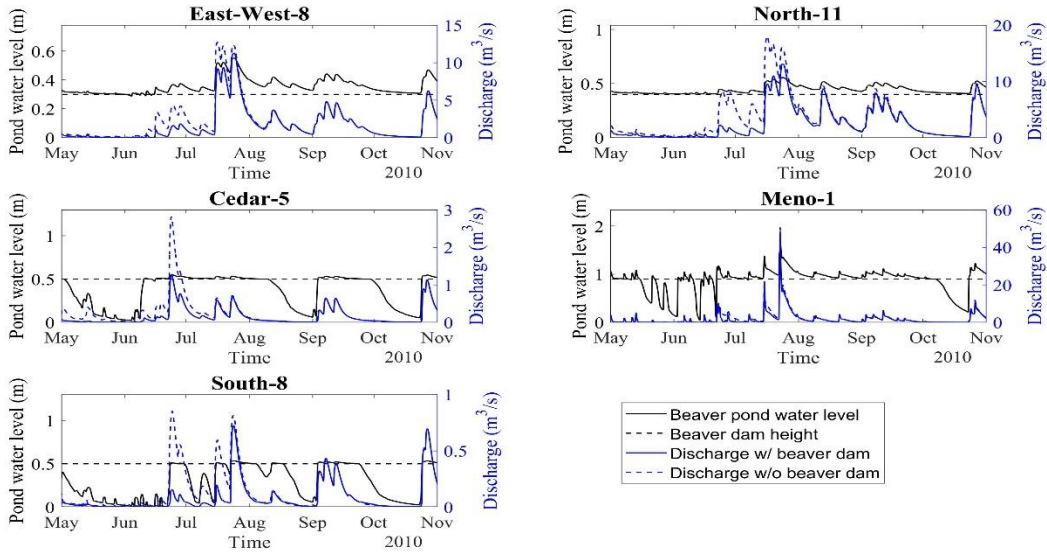 East-West-8
Pond water level (m)
0.6
0.4
0.2
0
15
10
5
0
Discharge (m³/s)
May Jun Jul Aug Sep Oct Nov
Time 2010
North-11
Pond water level (m)
1
0.5
0
20
10
0
Discharge (m³/s)
May Jun Jul Aug Sep Oct Nov
Time 2010
Cedar-5
Pond water level (m)
1
0.5
0
3
2
1
0
Discharge (m³/s)
May Jun Jul Aug Sep Oct Nov
Time 2010
Meno-1
Pond water level (m)
2
1
0
60
40
20
0
Discharge (m³/s)
May Jun Jul Aug Sep Oct Nov
Time 2010
South-8
Pond water level (m)
1
0.5
0
1
0.5
0
Discharge (m³/s)
May Jun Jul Aug Sep Oct Nov
Time 2010
Beaver pond water level
Beaver dam height
Discharge w/ beaver dam
Discharge w/o beaver dam